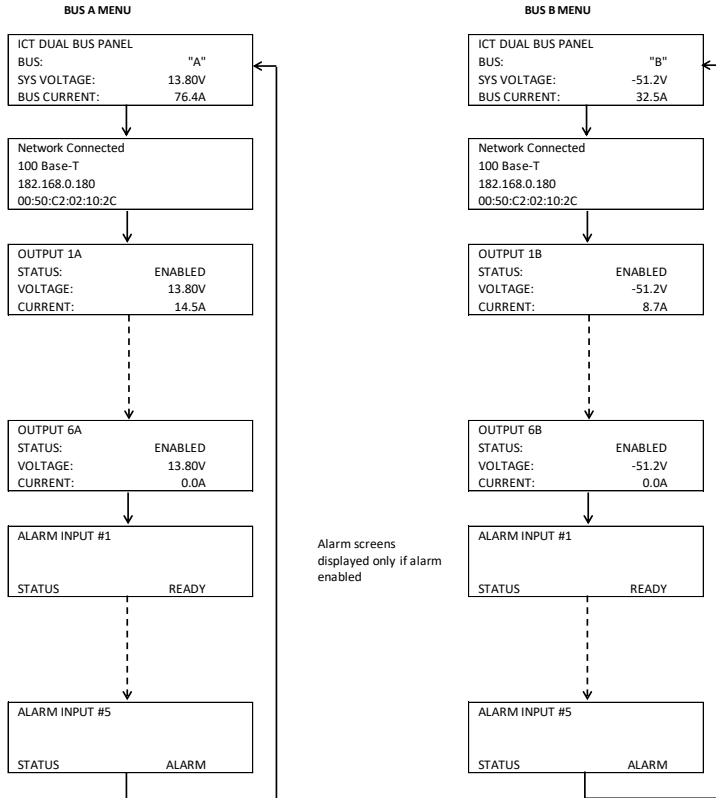 BUS A MENU
ICT DUAL BUS PANEL
BUS: "A"
SYS VOLTAGE: 13.80V
BUS CURRENT: 76.4A
Network Connected
100 Base-T
182.168.0.180
00:50:C2:02:10:2C
OUTPUT 1A
STATUS: ENABLED
VOLTAGE: 13.80V
CURRENT: 14.5A
OUTPUT 6A
STATUS: ENABLED
VOLTAGE: 13.80V
CURRENT: 0.0A
ALARM INPUT #1
STATUS READY
ALARM INPUT #5
STATUS ALARM
Alarm screens
displayed only if alarm
enabled
BUS B MENU
ICT DUAL BUS PANEL
BUS: "B"
SYS VOLTAGE: -51.2V
BUS CURRENT: 32.5A
Network Connected
100 Base-T
182.168.0.180
00:50:C2:02:10:2C
OUTPUT 1B
STATUS: ENABLED
VOLTAGE: -51.2V
CURRENT: 8.7A
OUTPUT 6B
STATUS: ENABLED
VOLTAGE: -51.2V
CURRENT: 0.0A
ALARM INPUT #1
STATUS READY
ALARM INPUT #5
STATUS ALARM